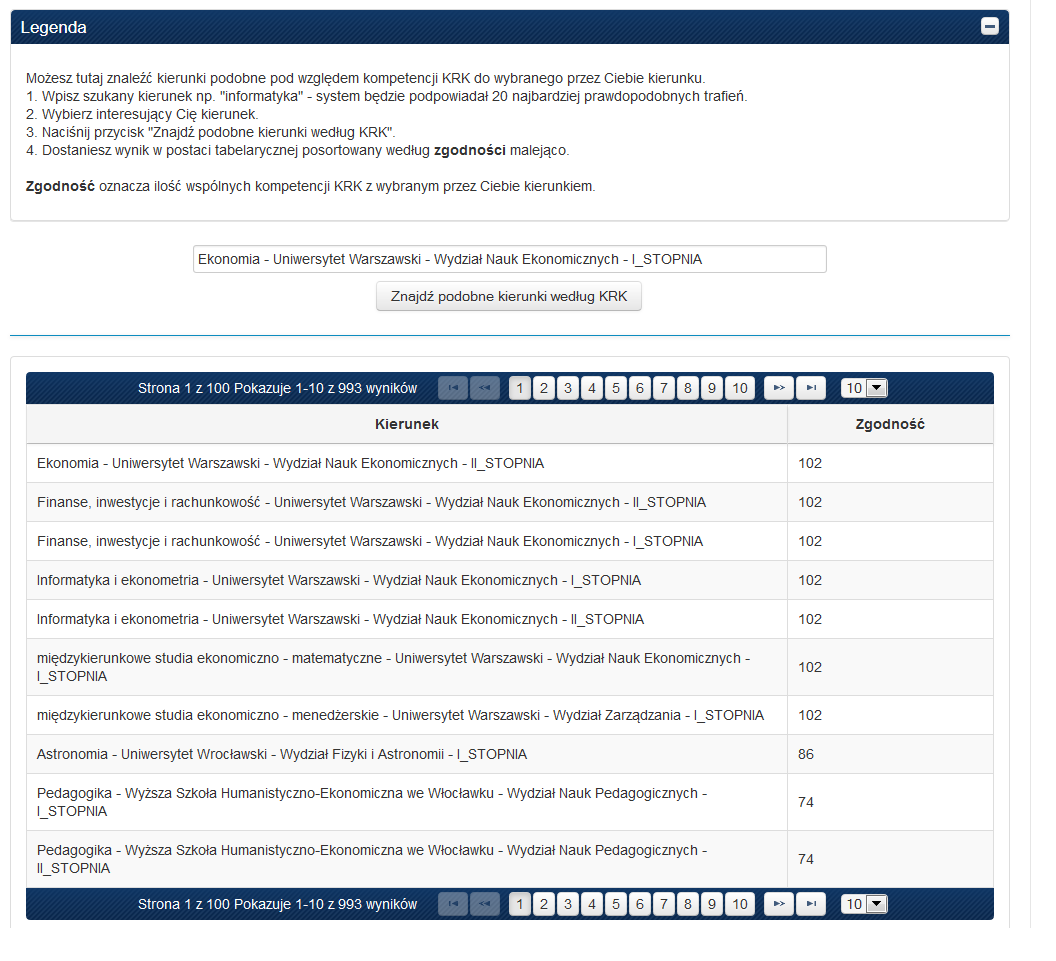 Legenda
Możesz tutaj znaleźć kierunki podobne pod względem kompetencji KRK do wybranego przez Ciebie kierunku.
1. Wpisz szukany kierunek np. "informatyka" - system będzie podpowiadał 20 najbardziej prawdopodobnych trafień.
2. Wybierz interesujący Cię kierunek.
3. Naciśnij przycisk "Znajdź podobne kierunki według KRK".
4. Dostaniesz wynik w postaci tabelarycznej posortowany według zgodności malejąco.
Zgodność oznacza ilość wspólnych kompetencji KRK z wybranym przez Ciebie kierunkiem.
Ekonomia - Uniwersytet Warszawski - Wydział Nauk Ekonomicznych - I_STOPNIA
Znajdź podobne kierunki według KRK
Strona 1 z 100 Pokazuje 1-10 z 993 wyników 1 2 3 4 5 6 7 8 9 10 10
Kierunek Zgodność
Ekonomia - Uniwersytet Warszawski - Wydział Nauk Ekonomicznych - II_STOPNIA 102
Finanse, inwestycje i rachunkowość - Uniwersytet Warszawski - Wydział Nauk Ekonomicznych - II_STOPNIA 102
Finanse, inwestycje i rachunkowość - Uniwersytet Warszawski - Wydział Nauk Ekonomicznych - I_STOPNIA 102
Informatyka i ekonometria - Uniwersytet Warszawski - Wydział Nauk Ekonomicznych - I_STOPNIA 102
Informatyka i ekonometria - Uniwersytet Warszawski - Wydział Nauk Ekonomicznych - II_STOPNIA 102
międzykierunkowe studia ekonomiczno - matematyczne - Uniwersytet Warszawski - Wydział Nauk Ekonomicznych -
I_STOPNIA 102
międzykierunkowe studia ekonomiczno - menedżerskie - Uniwersytet Warszawski - Wydział Zarządzania - I_STOPNIA 102
Astronomia - Uniwersytet Wrocławski - Wydział Fizyki i Astronomii - I_STOPNIA 86
Pedagogika - Wyższa Szkoła Humanistyczno-Ekonomiczna we Włocławku - Wydział Nauk Pedagogicznych -
I_STOPNIA 74
Pedagogika - Wyższa Szkoła Humanistyczno-Ekonomiczna we Włocławku - Wydział Nauk Pedagogicznych -
II_STOPNIA 74
Strona 1 z 100 Pokazuje 1-10 z 993 wyników 1 2 3 4 5 6 7 8 9 10 10